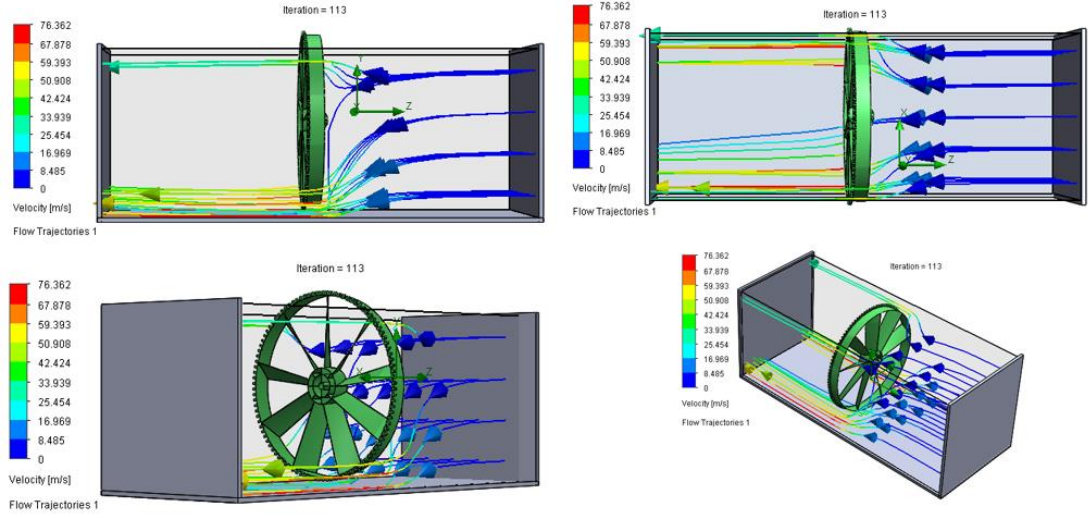 Iteration = 113
76.362
67.878
59.393
50.908
42.424
33.939
25.454
16.969
8.485
0
Velocity [m/s]
Flow Trajectories 1
Y
Z
X
Iteration = 113
76.362
67.878
59.393
50.908
42.424
33.939
25.454
16.969
8.485
0
Velocity [m/s]
Flow Trajectories 1
X
Y
Z
Iteration = 113
76.362
67.878
59.393
50.908
42.424
33.939
25.454
16.969
8.485
0
Velocity [m/s]
Flow Trajectories 1
Y
X
Z
Iteration = 113
76.362
67.878
59.393
50.908
42.424
33.939
25.454
16.969
8.485
0
Velocity [m/s]
Flow Trajectories 1